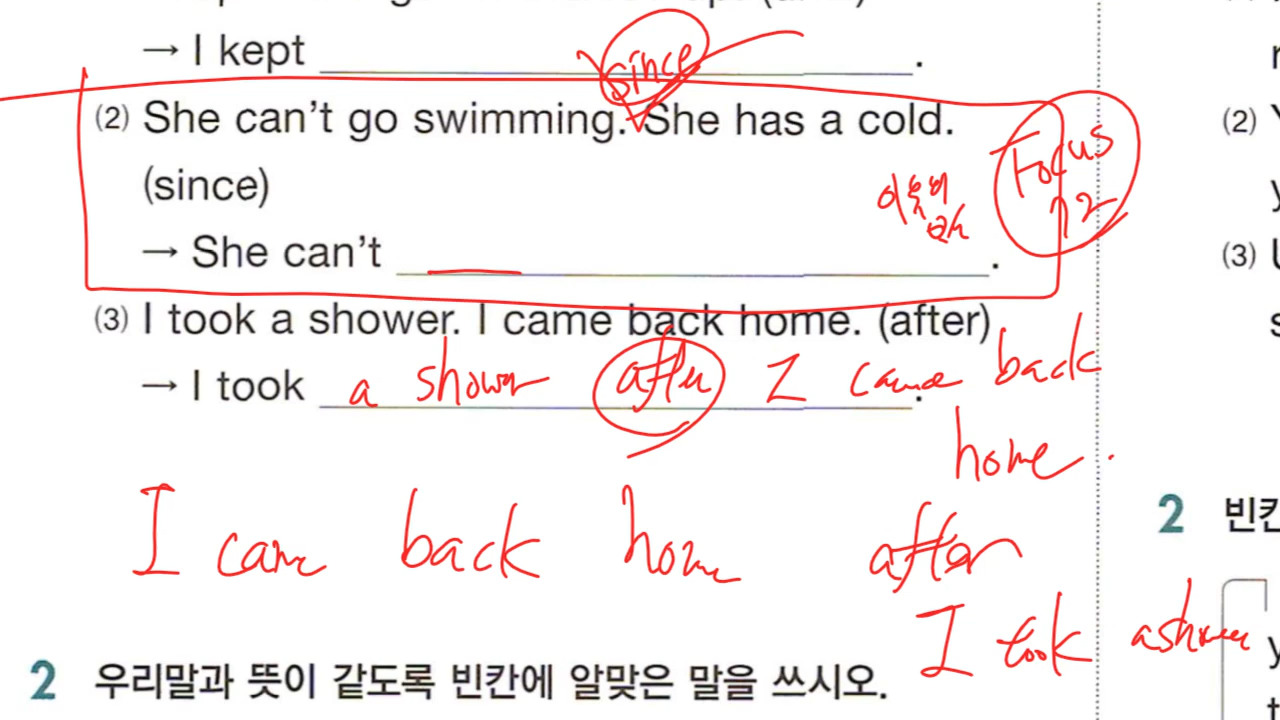 → I kept ______.
since
(2) She can't go swimming. She has a cold.
(since)
Focus
72
→ She can't ______.
(3) I took a shower. I came back home. (after)
→ I took a shower after I came back
home.
I came back home after
I took a shower
2 우리말과 뜻이 같도록 빈칸에 알맞은 말을 쓰시오.
(2)
(3)
2 빈칸